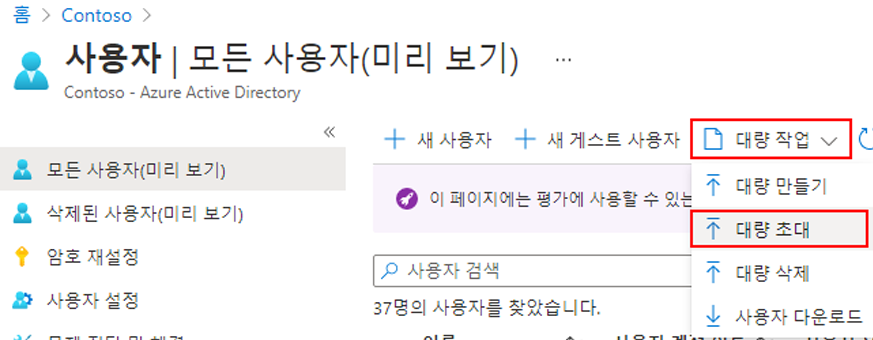 홈 > Contoso >
사용자 | 모든 사용자(미리 보기) ...
Contoso - Azure Active Directory
«
새 사용자 새 게스트 사용자 대량 작업
모든 사용자(미리 보기)
삭제된 사용자(미리 보기)
암호 재설정
사용자 설정
이 페이지에는 평가에 사용할 수 있는
사용자 검색
37명의 사용자를 찾았습니다.
대량 만들기
대량 초대
대량 삭제
사용자 다운로드